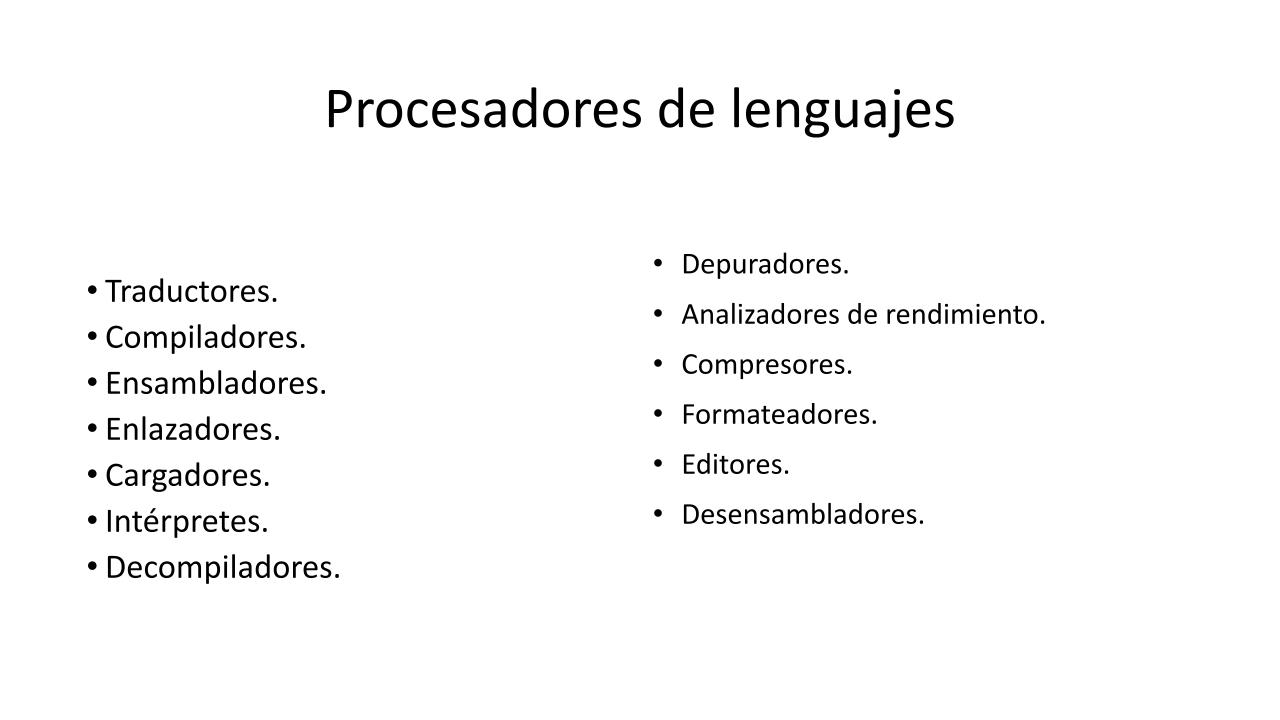 Procesadores de lenguajes
• Traductores.
• Compiladores.
• Ensambladores.
• Enlazadores.
• Cargadores.
• Intérpretes.
• Decompiladores.
• Depuradores.
• Analizadores de rendimiento.
• Compresores.
• Formateadores.
• Editores.
• Desensambladores.